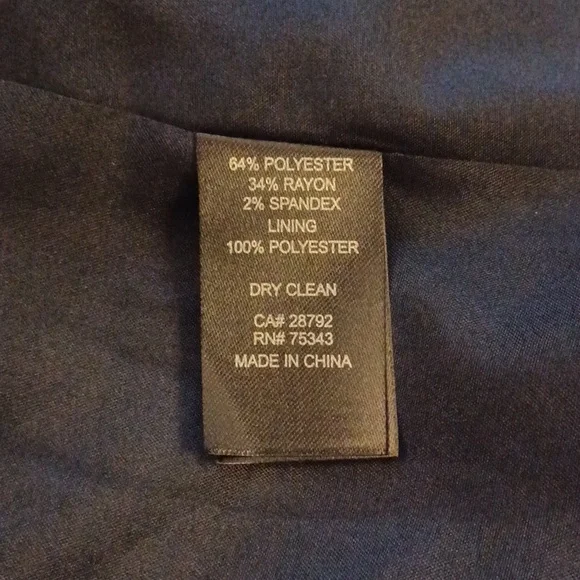 64% POLYESTER
34% RAYON
2% SPANDEX
LINING
100% POLYESTER
DRY CLEAN
CA# 28792
RN# 75343
MADE IN CHINA